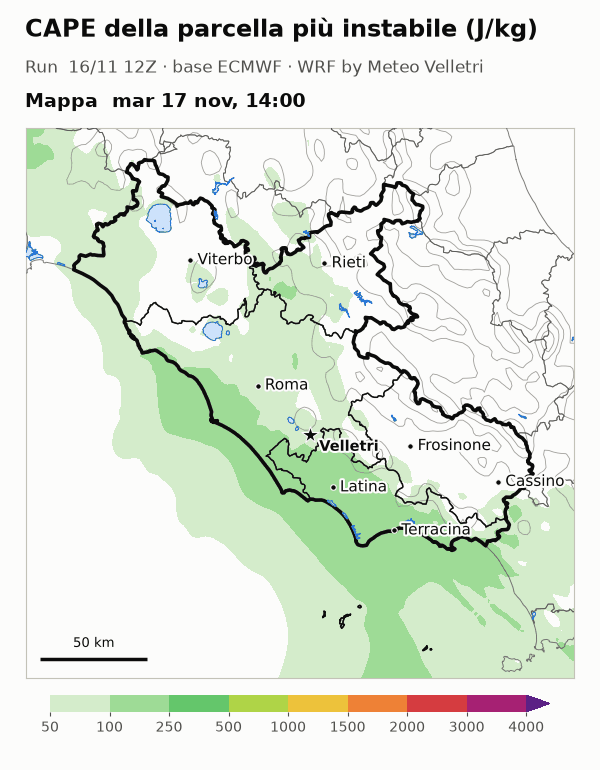 CAPE della parcella più instabile (J/kg)
Run  16/11 12Z · base ECMWF · WRF by Meteo Velletri
Mappa  mar 17 nov, 14:00
Viterbo
Rieti
Roma
Velletri
Frosinone
Cassino
Latina
Terracina
50 km
50 100 250 500 1000 1500 2000 3000 4000